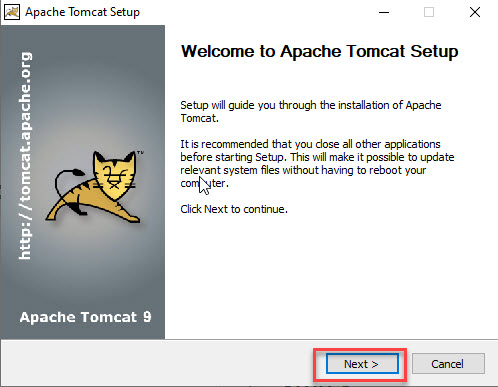 Apache Tomcat Setup
http://tomcat.apache.org
TM
Apache Tomcat 9
Welcome to Apache Tomcat Setup
Setup will guide you through the installation of Apache
Tomcat.
It is recommended that you close all other applications
before starting Setup. This will make it possible to update
relevant system files without having to reboot your
computer.
Click Next to continue.
Next >
Cancel